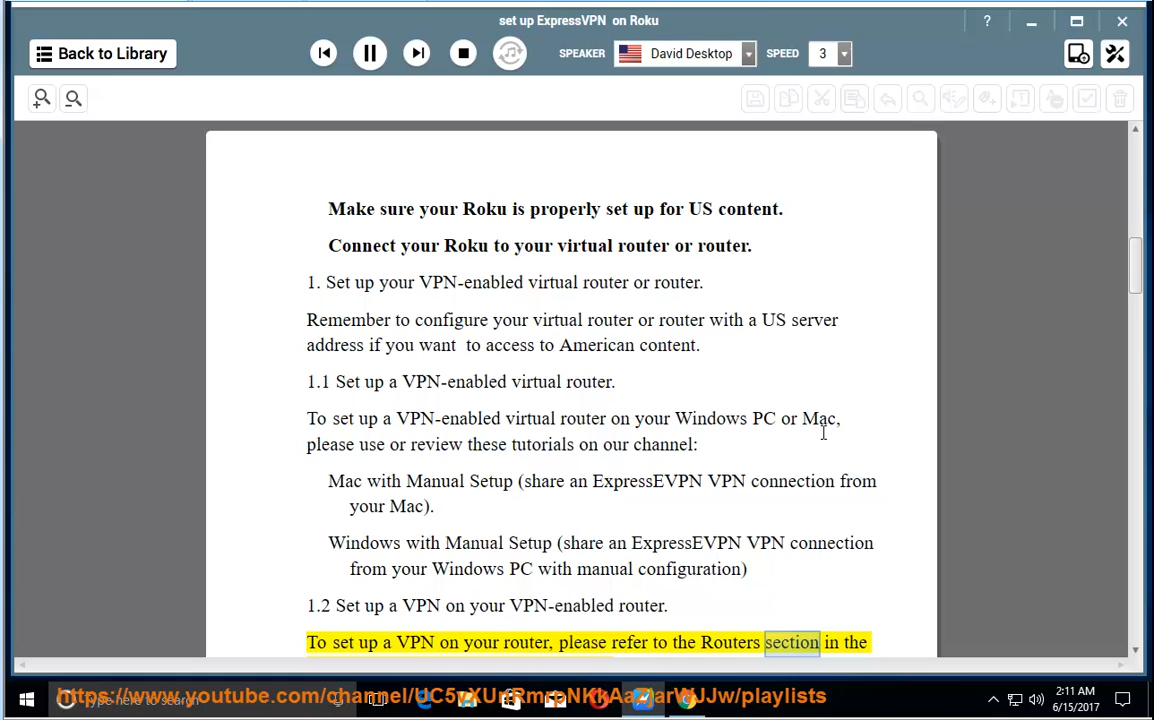 set up ExpressVPN on Roku
Back to Library
SPEAKER
David Desktop
SPEED
3
Make sure your Roku is properly set up for US content.
Connect your Roku to your virtual router or router.
1. Set up your VPN-enabled virtual router or router.
Remember to configure your virtual router or router with a US server
address if you want to access to American content.
1.1 Set up a VPN-enabled virtual router.
To set up a VPN-enabled virtual router on your Windows PC or Mac,
please use or review these tutorials on our channel:
Mac with Manual Setup (share an ExpressEVPN VPN connection from
your Mac).
Windows with Manual Setup (share an ExpressEVPN VPN connection
from your Windows PC with manual configuration)
1.2 Set up a VPN on your VPN-enabled router.
To set up a VPN on your router, please refer to the Routers section in the
Type here to search
2:11 AM
6/15/2017